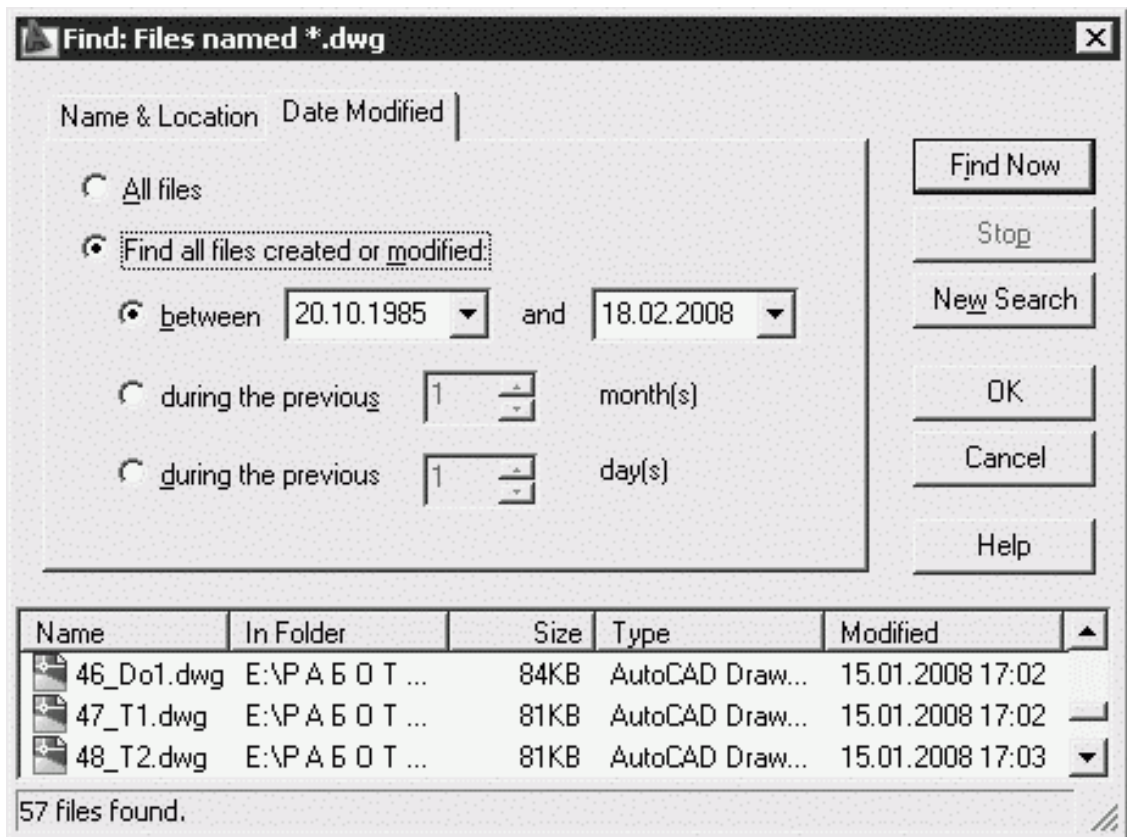 Find: Files named *.dwg
Name & Location Date Modified
All files
Find all files created or modified:
between 20.10.1985 and 18.02.2008
during the previous 1 month(s)
during the previous 1 day(s)
Find Now
Stop
New Search
OK
Cancel
Help
Name In Folder Size Type Modified
46_Do1.dwg E:\Р А Б О Т ... 84KB AutoCAD Draw... 15.01.2008 17:02
47_T1.dwg E:\Р А Б О Т ... 81KB AutoCAD Draw... 15.01.2008 17:02
48_T2.dwg E:\Р А Б О Т ... 81KB AutoCAD Draw... 15.01.2008 17:03
57 files found.